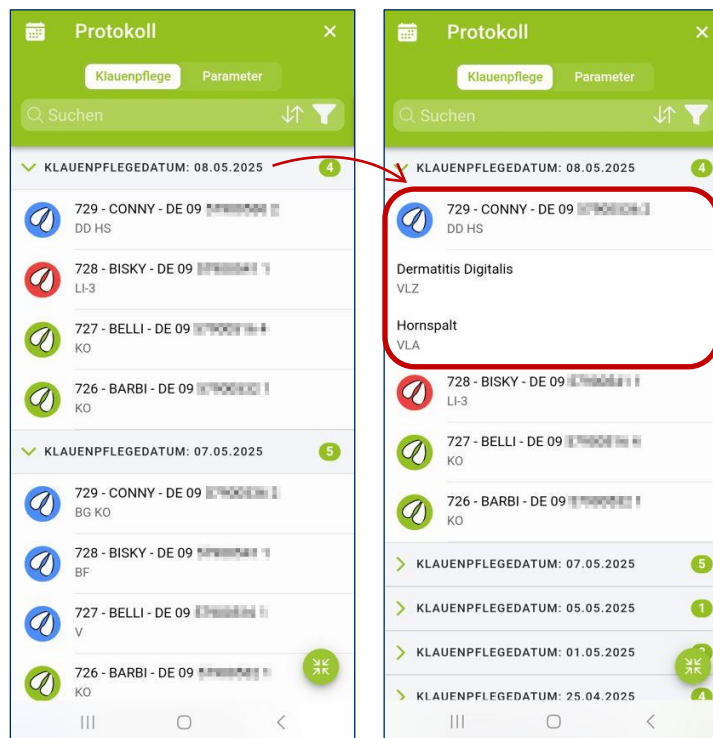 Protokoll
Klauenpflege Parameter
Suchen
KLAUENPFLEGEDATUM: 08.05.2025 4
729 - CONNY - DE 09
DD HS
728 - BISKY - DE 09
LI-3
727 - BELLI - DE 09
KO
726 - BARBI - DE 09
KO
KLAUENPFLEGEDATUM: 07.05.2025 5
729 - CONNY - DE 09
BG KO
728 - BISKY - DE 09
BF
727 - BELLI - DE 09
V
726 - BARBI - DE 09
KO
Protokoll
Klauenpflege Parameter
Suchen
KLAUENPFLEGEDATUM: 08.05.2025 4
729 - CONNY - DE 09
DD HS
Dermatitis Digitalis
VLZ
Hornspalt
VLA
728 - BISKY - DE 09
LI-3
727 - BELLI - DE 09
KO
726 - BARBI - DE 09
KO
KLAUENPFLEGEDATUM: 07.05.2025 5
KLAUENPFLEGEDATUM: 05.05.2025 1
KLAUENPFLEGEDATUM: 01.05.2025
KLAUENPFLEGEDATUM: 25.04.2025 4